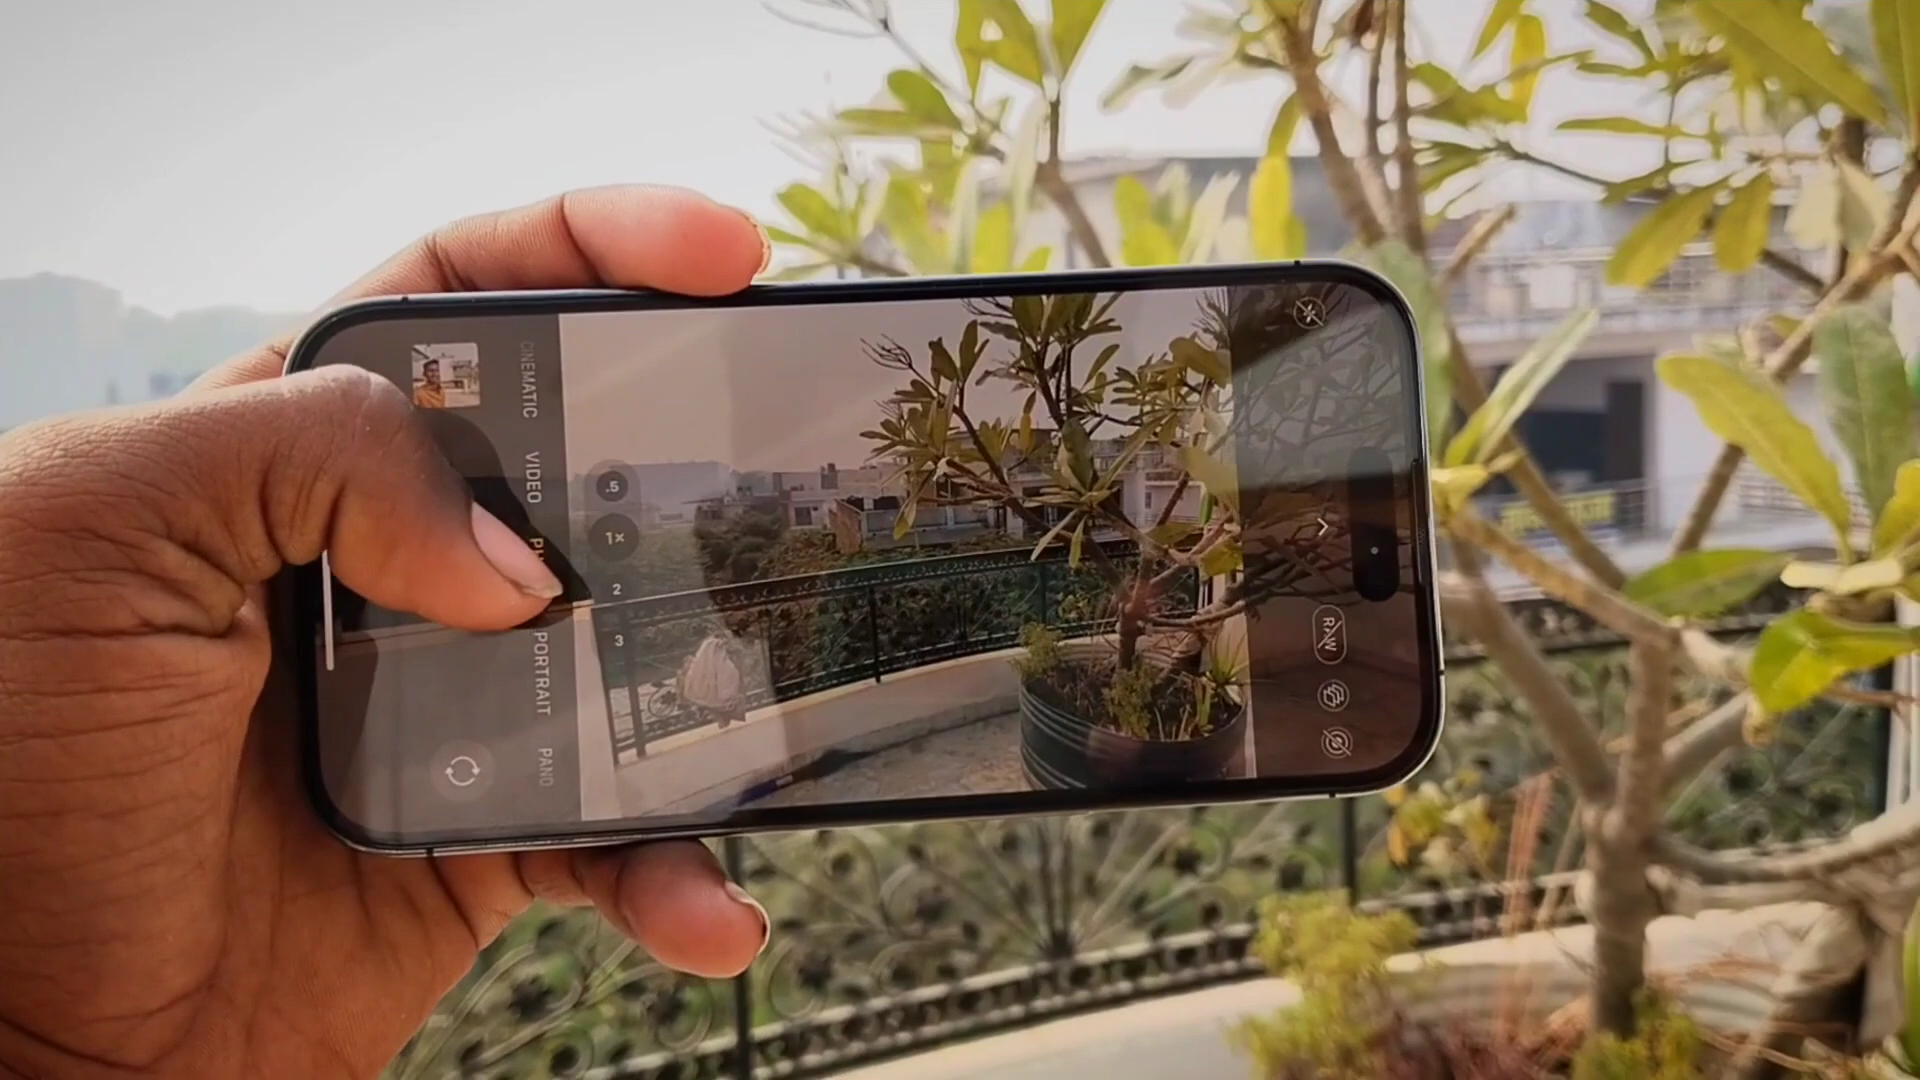 CINEMATIC
VIDEO
PORTRAIT
PANO
.5
1×
2
3
RAW